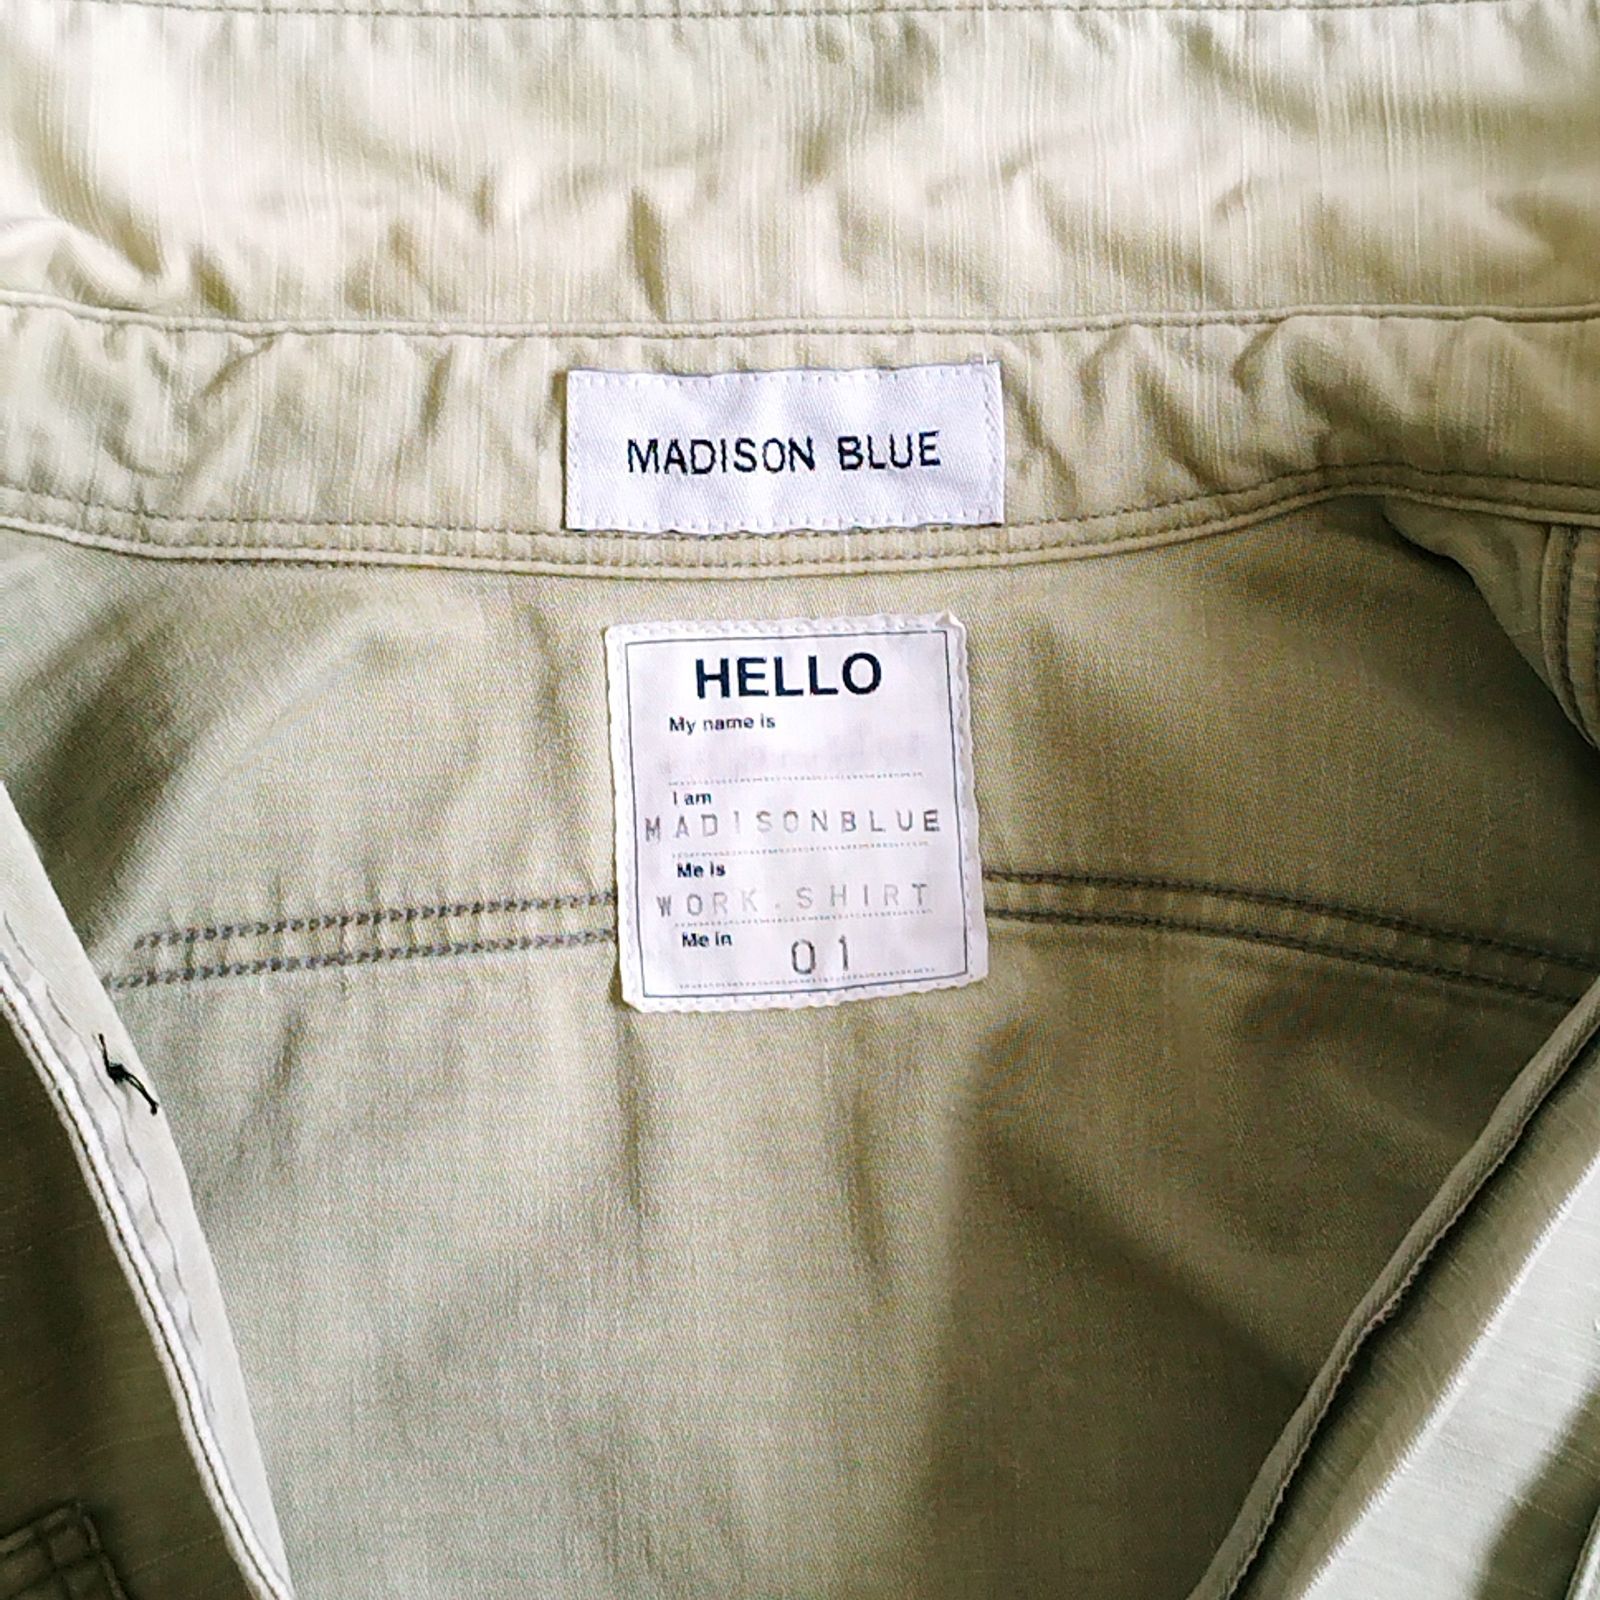 MADISON BLUE
HELLO
My name is
I am
MADISONBLUE
Me is
WORK.SHIRT
Me in
01